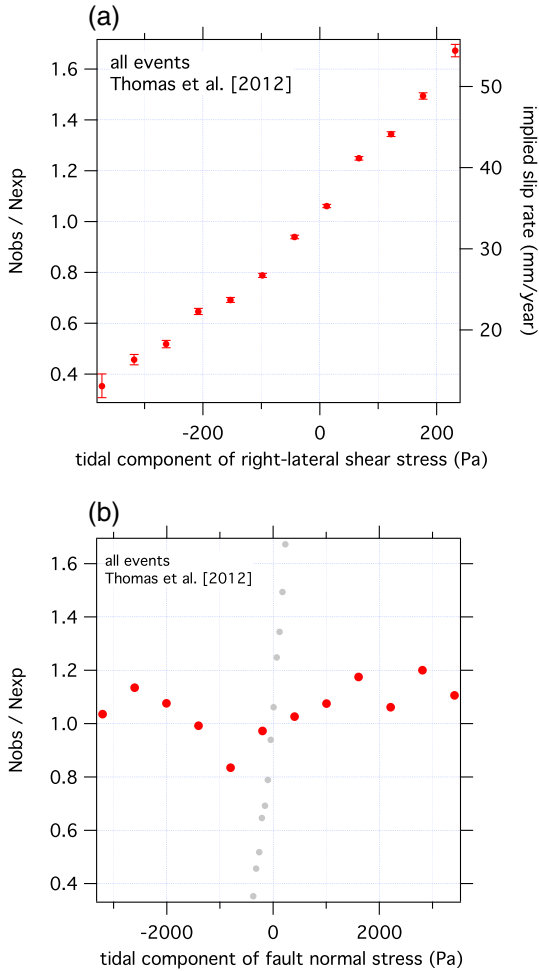 (a)
all events
Thomas et al. [2012]
1.6
1.4
1.2
1.0
0.8
0.6
0.4
Nobs / Nexp
50
40
30
20
implied slip rate (mm/year)
-200
0
200
tidal component of right-lateral shear stress (Pa)
(b)
all events
Thomas et al. [2012]
1.6
1.4
1.2
1.0
0.8
0.6
0.4
Nobs / Nexp
-2000
0
2000
tidal component of fault normal stress (Pa)